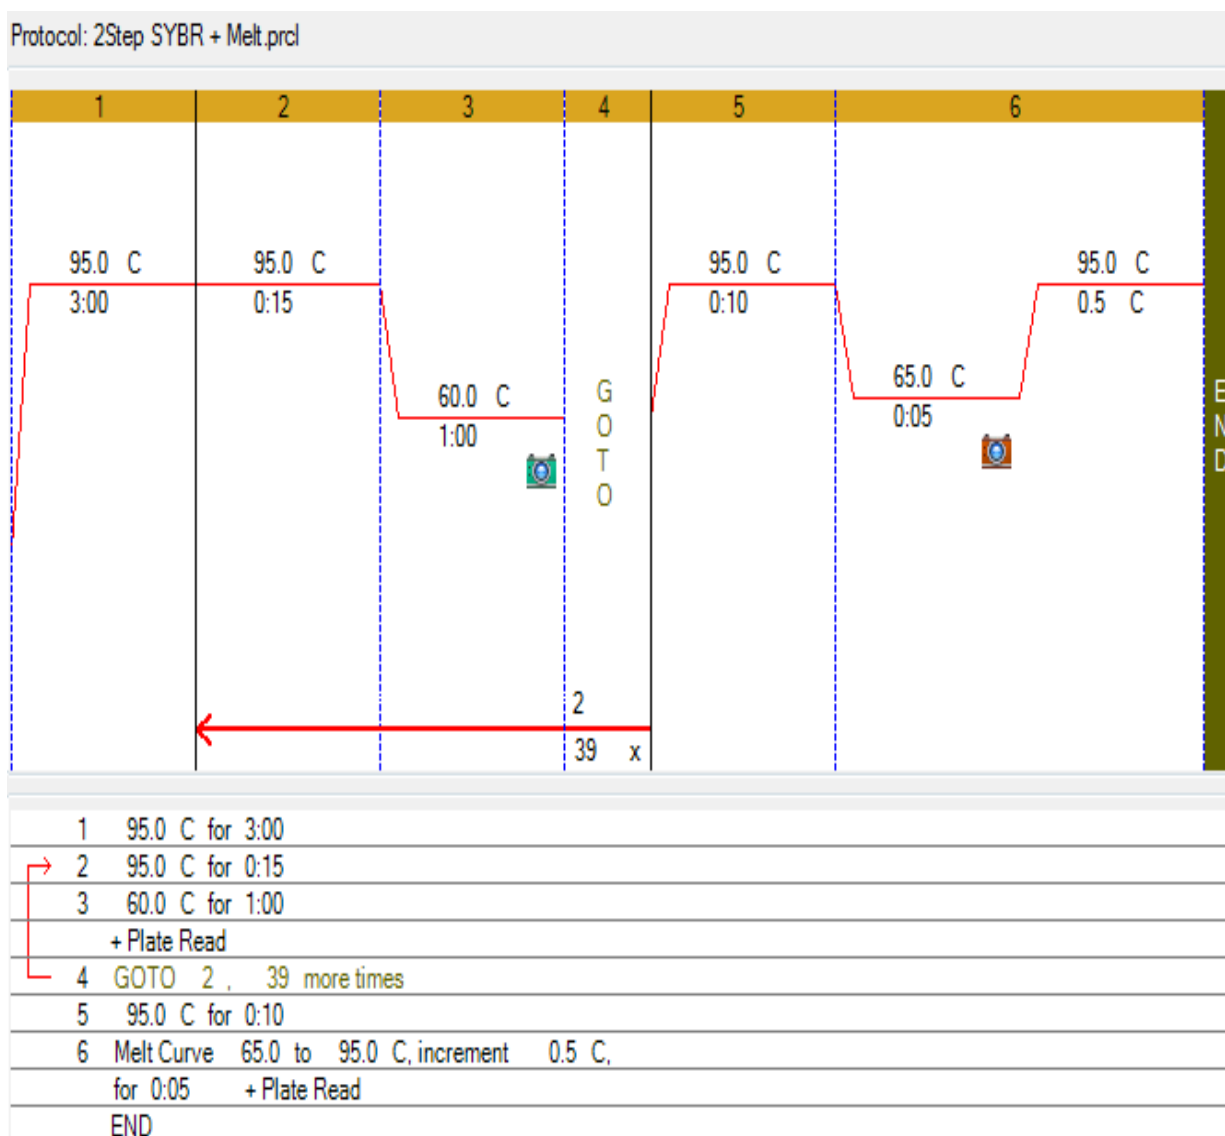 Protocol: 2Step SYBR + Melt.prcl
1 2 3 4 5 6
95.0 C 95.0 C 95.0 C 95.0 C
3:00 0:15 0:10 0.5 C
60.0 C 65.0 C
1:00 0:05
G
O
T
O
E
N
D
2
39 x
1 95.0 C for 3:00
2 95.0 C for 0:15
3 60.0 C for 1:00
+ Plate Read
4 GOTO 2 , 39 more times
5 95.0 C for 0:10
6 Melt Curve 65.0 to 95.0 C, increment 0.5 C,
for 0:05 + Plate Read
END